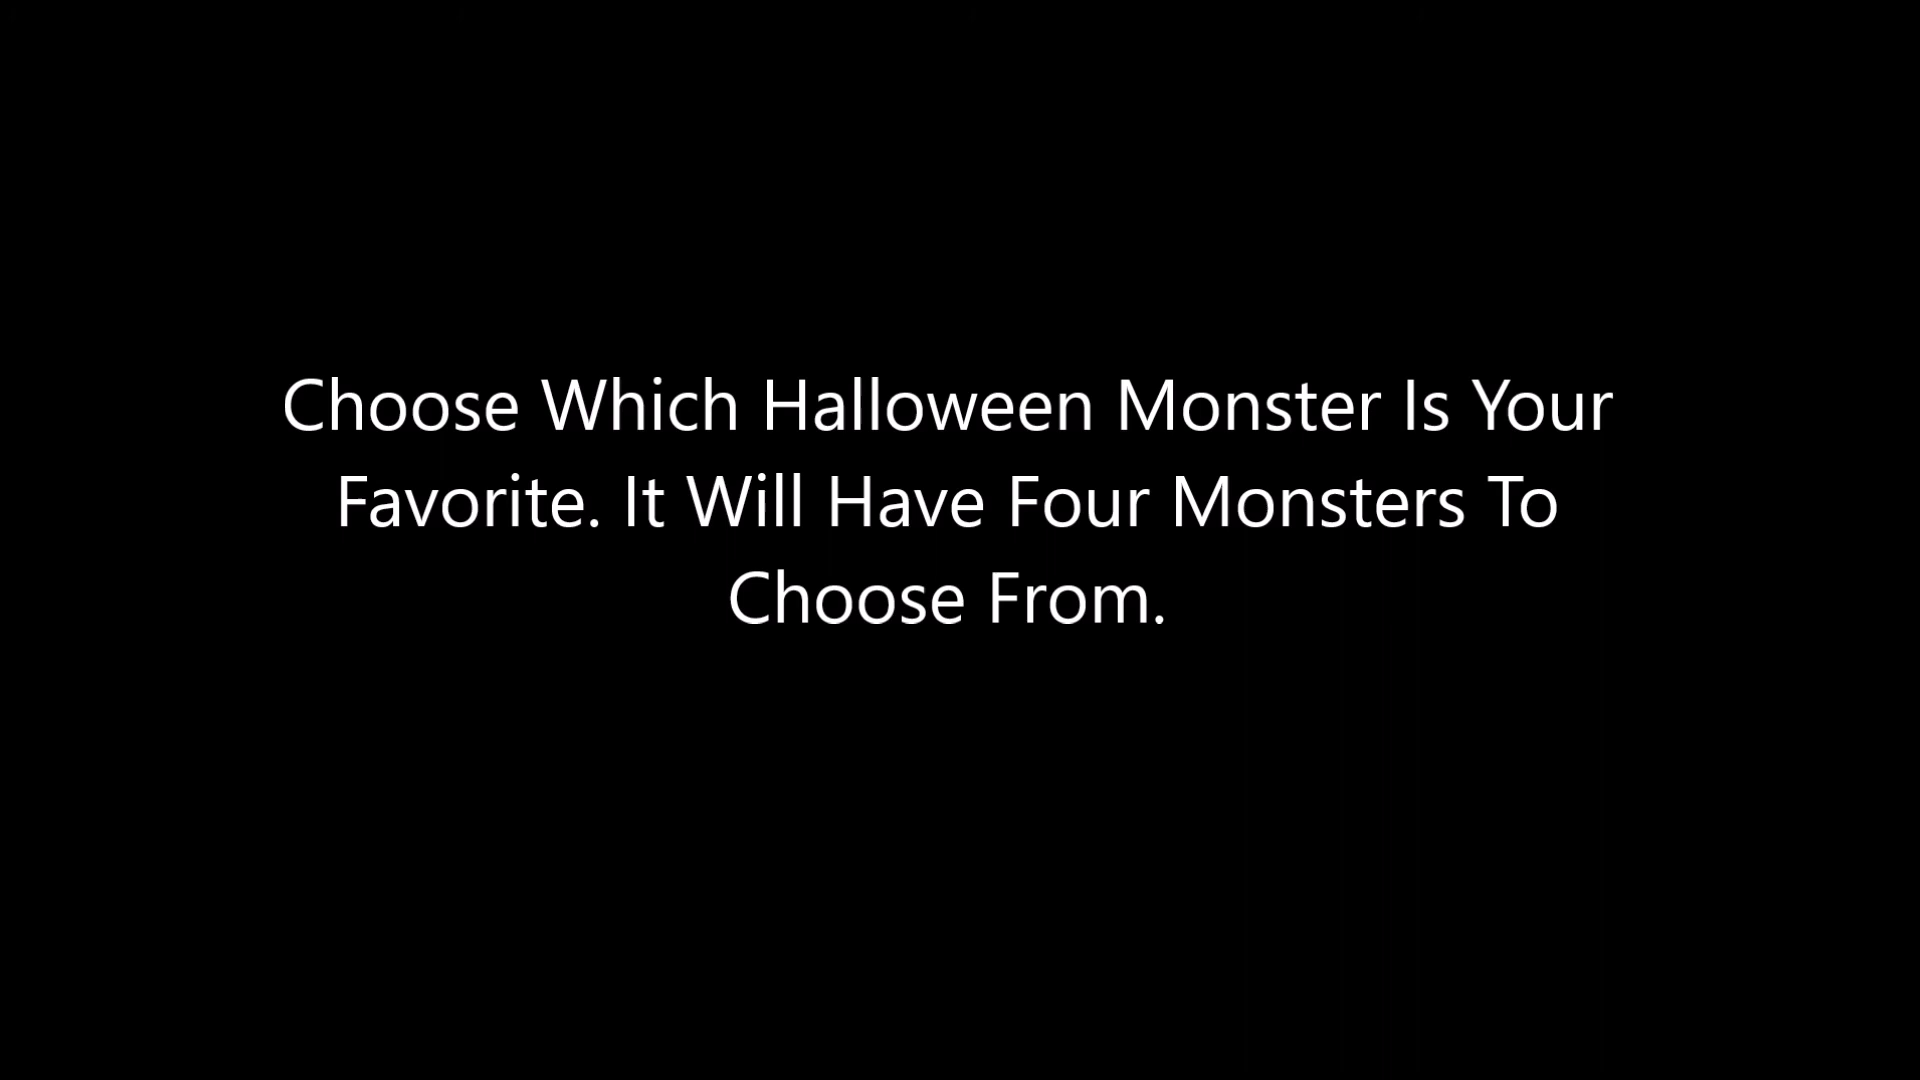 Choose Which Halloween Monster Is Your
Favorite. It Will Have Four Monsters To
Choose From.